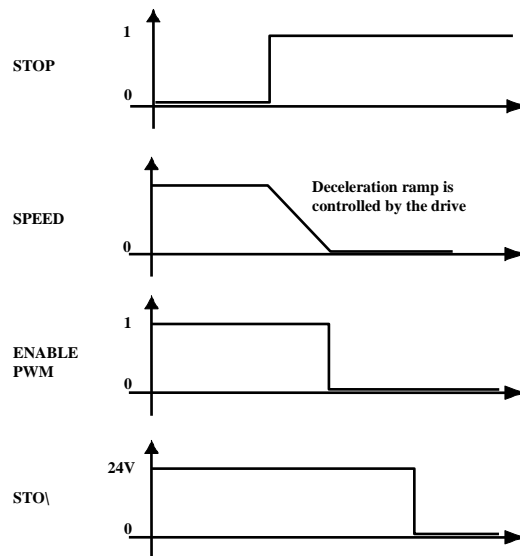 1
STOP
0
Deceleration ramp is
controlled by the drive
SPEED
0
1
ENABLE
PWM
0
24V
STO\
0